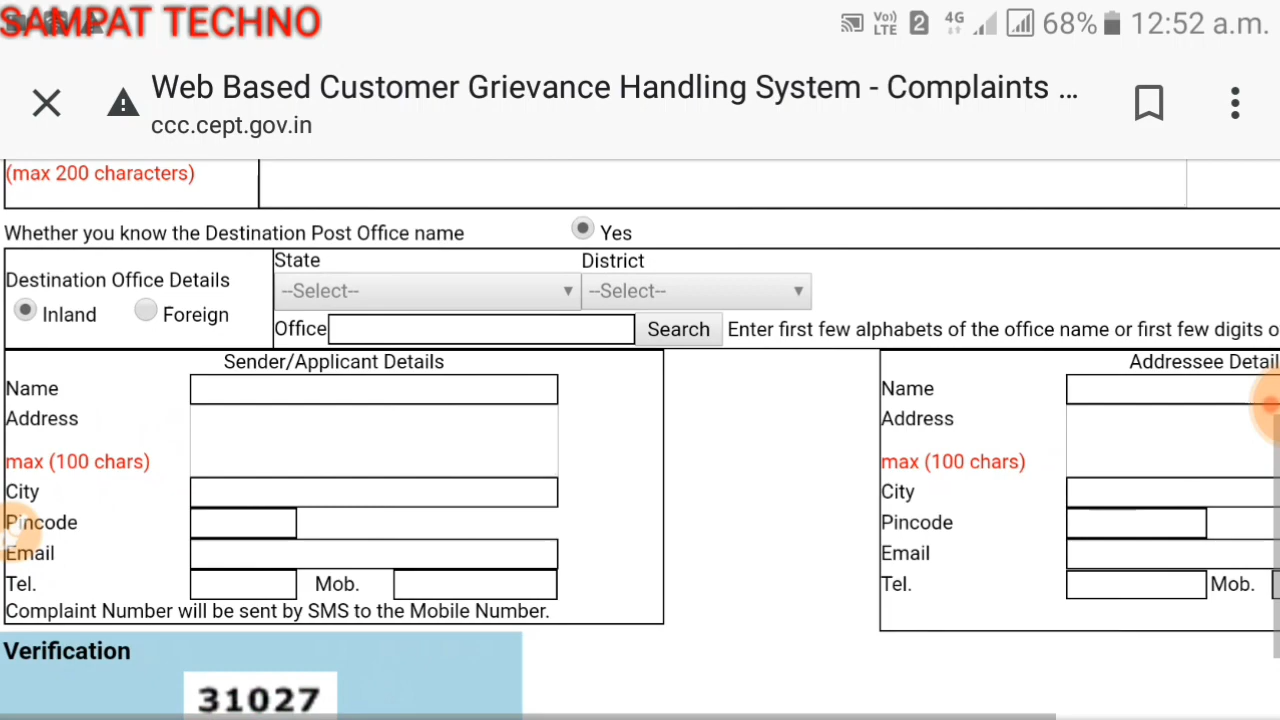 SAMPAT TECHNO
Vo)) LTE 2 4G 68% 12:52 a.m.
Web Based Customer Grievance Handling System - Complaints ...
ccc.cept.gov.in
(max 200 characters)
Whether you know the Destination Post Office name Yes
Destination Office Details State District
Inland Foreign --Select-- --Select--
Office Search Enter first few alphabets of the office name or first few digits o
Sender/Applicant Details Addressee Detail
Name Name
Address Address
max (100 chars) max (100 chars)
City City
Pincode Pincode
Email Email
Tel. Mob. Tel. Mob.
Complaint Number will be sent by SMS to the Mobile Number.
Verification
31027